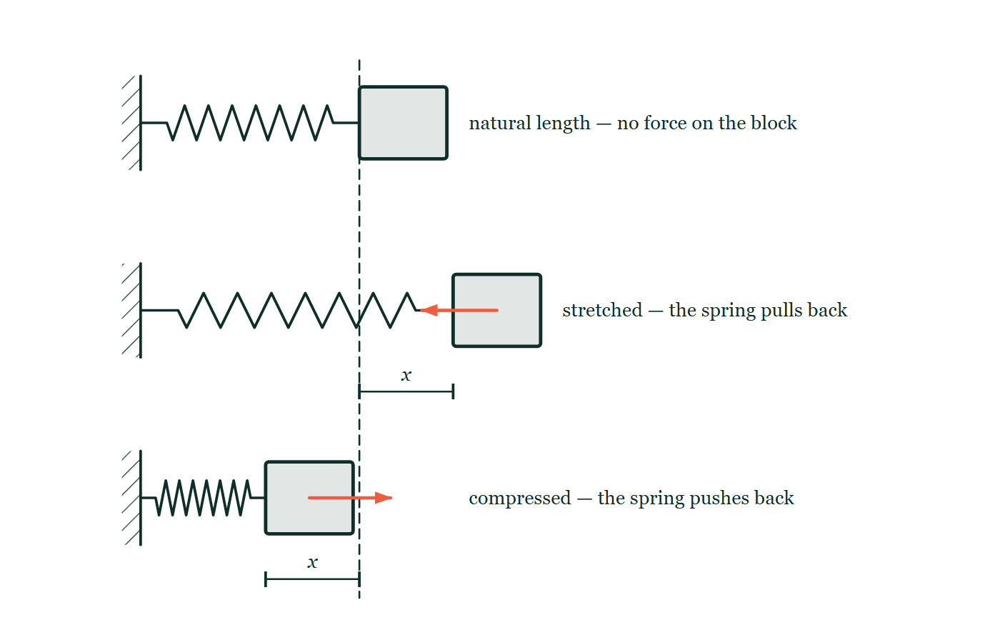 natural length — no force on the block
stretched — the spring pulls back
x
compressed — the spring pushes back
x